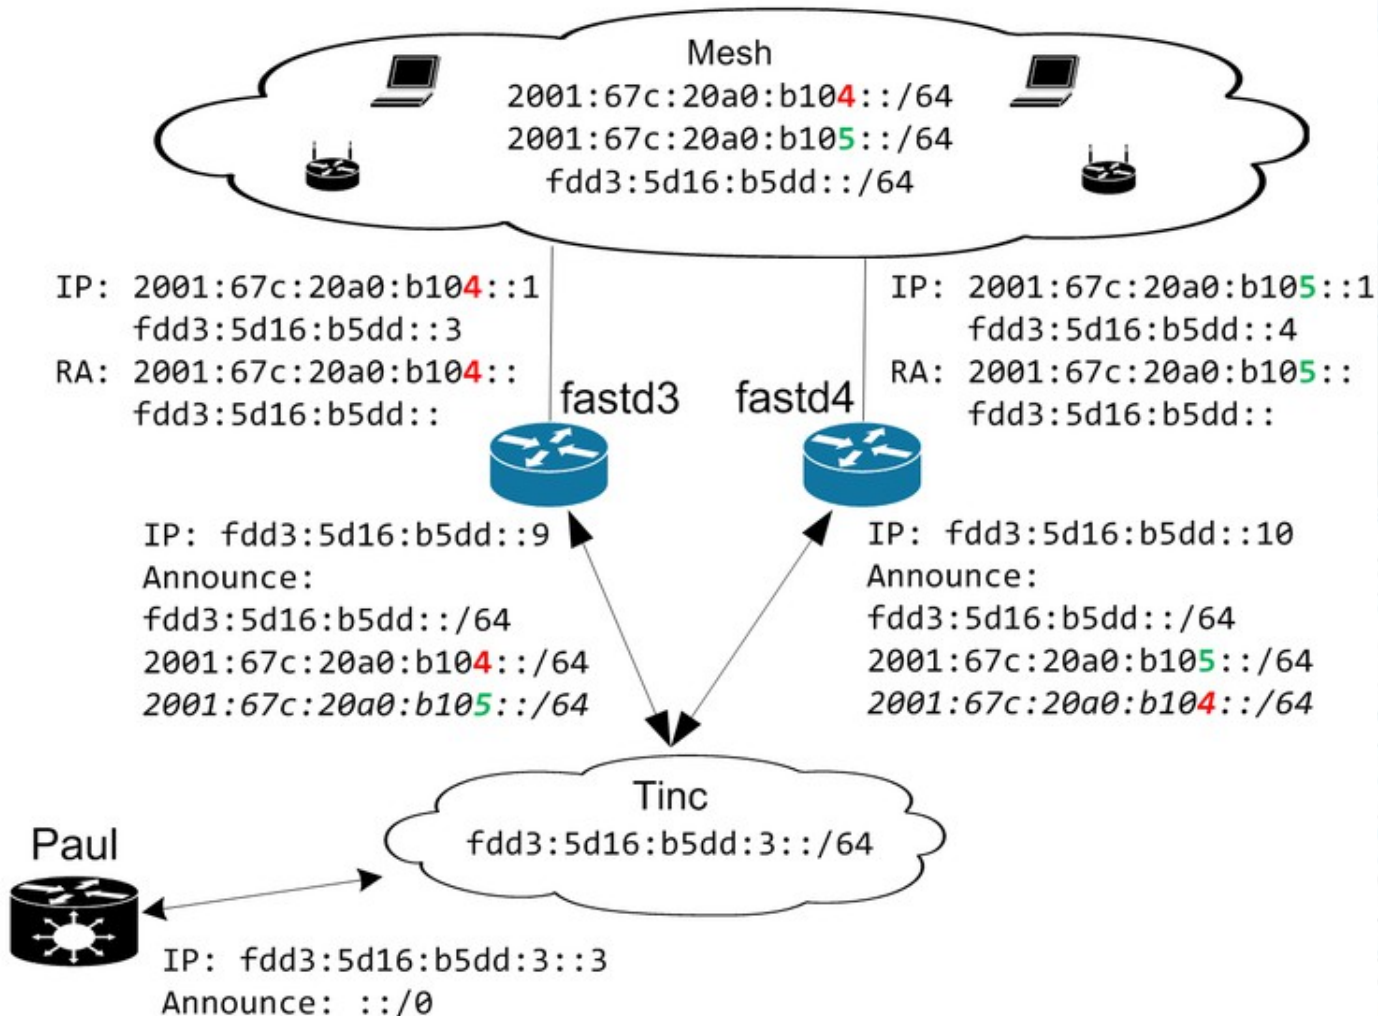 Mesh
2001:67c:20a0:b104::/64
2001:67c:20a0:b105::/64
fdd3:5d16:b5dd::/64
IP: 2001:67c:20a0:b104::1
fdd3:5d16:b5dd::3
RA: 2001:67c:20a0:b104::
fdd3:5d16:b5dd::
IP: 2001:67c:20a0:b105::1
fdd3:5d16:b5dd::4
RA: 2001:67c:20a0:b105::
fdd3:5d16:b5dd::
fastd3
fastd4
IP: fdd3:5d16:b5dd::9
Announce:
fdd3:5d16:b5dd::/64
2001:67c:20a0:b104::/64
2001:67c:20a0:b105::/64
IP: fdd3:5d16:b5dd::10
Announce:
fdd3:5d16:b5dd::/64
2001:67c:20a0:b105::/64
2001:67c:20a0:b104::/64
Tinc
fdd3:5d16:b5dd:3::/64
Paul
IP: fdd3:5d16:b5dd:3::3
Announce: ::/0